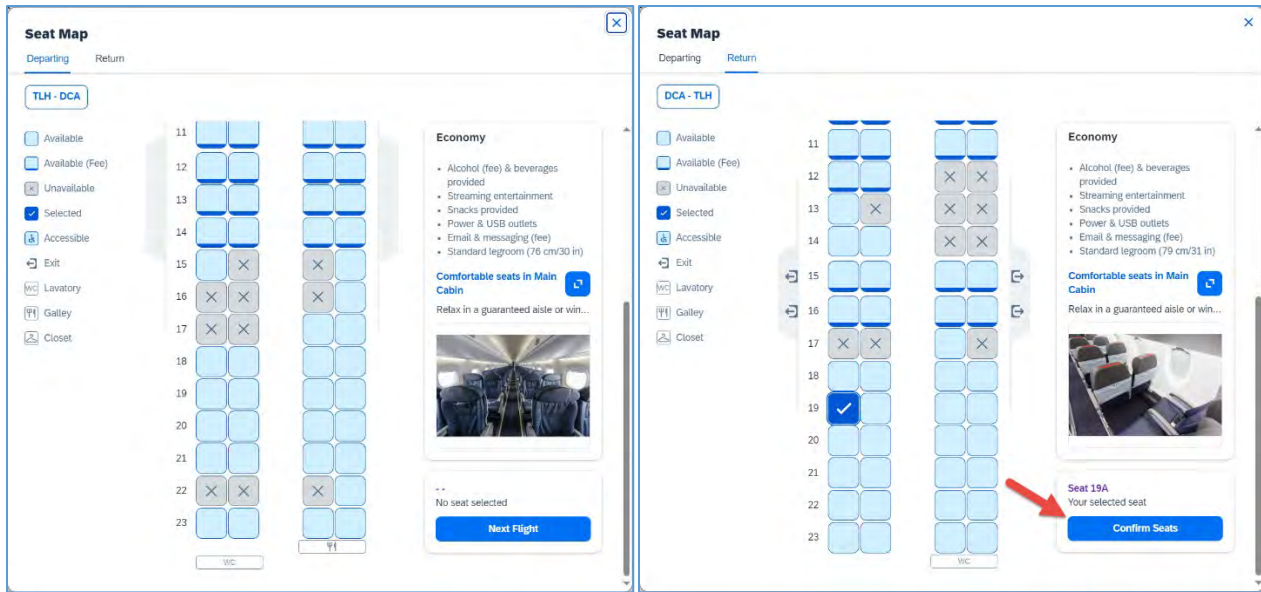 Seat Map
Departing Return
TLH - DCA
Available
Available (Fee)
Unavailable
Selected
Accessible
Exit
WC Lavatory
Galley
Closet
11
12
13
14
15
16
17
18
19
20
21
22
23
WC
Economy
• Alcohol (fee) & beverages
provided
• Streaming entertainment
• Snacks provided
• Power & USB outlets
• Email & messaging (fee)
• Standard legroom (76 cm/30 in)
Comfortable seats in Main
Cabin
Relax in a guaranteed aisle or win...
- -
No seat selected
Next Flight
Seat Map
Departing Return
DCA - TLH
Available
Available (Fee)
Unavailable
Selected
Accessible
Exit
WC Lavatory
Galley
Closet
11
12
13
14
15
16
17
18
19
20
21
22
23
WC
Economy
• Alcohol (fee) & beverages
provided
• Streaming entertainment
• Snacks provided
• Power & USB outlets
• Email & messaging (fee)
• Standard legroom (79 cm/31 in)
Comfortable seats in Main
Cabin
Relax in a guaranteed aisle or win...
Seat 19A
Your selected seat
Confirm Seats